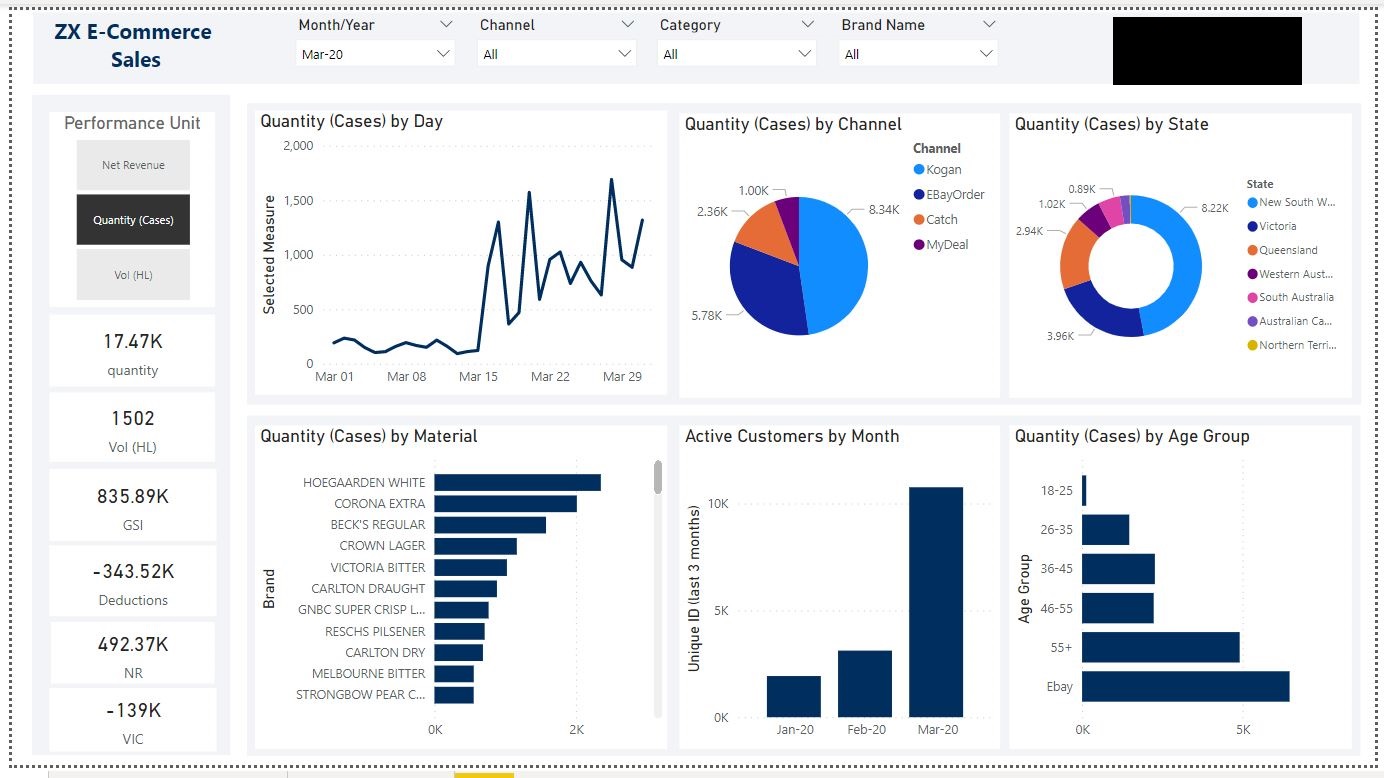 ZX E-Commerce
Sales
Month/Year
Mar-20
Channel
All
Category
All
Brand Name
All
Performance Unit
Net Revenue
Quantity (Cases)
Vol (HL)
17.47K
quantity
1502
Vol (HL)
835.89K
GSI
-343.52K
Deductions
492.37K
NR
-139K
VIC
Quantity (Cases) by Day
Selected Measure
2,000
1,500
1,000
500
0
Mar 01
Mar 08
Mar 15
Mar 22
Mar 29
Quantity (Cases) by Channel
1.00K
2.36K
8.34K
5.78K
Channel
Kogan
EBayOrder
Catch
MyDeal
Quantity (Cases) by State
0.89K
1.02K
2.94K
8.22K
3.96K
State
New South W...
Victoria
Queensland
Western Aust...
South Australia
Australian Ca...
Northern Terri...
Quantity (Cases) by Material
Brand
HOEGAARDEN WHITE
CORONA EXTRA
BECK'S REGULAR
CROWN LAGER
VICTORIA BITTER
CARLTON DRAUGHT
GNBC SUPER CRISP L...
RESCHS PILSENER
CARLTON DRY
MELBOURNE BITTER
STRONGBOW PEAR C...
0K
2K
Active Customers by Month
Unique ID (last 3 months)
10K
5K
0K
Jan-20
Feb-20
Mar-20
Quantity (Cases) by Age Group
Age Group
18-25
26-35
36-45
46-55
55+
Ebay
0K
5K